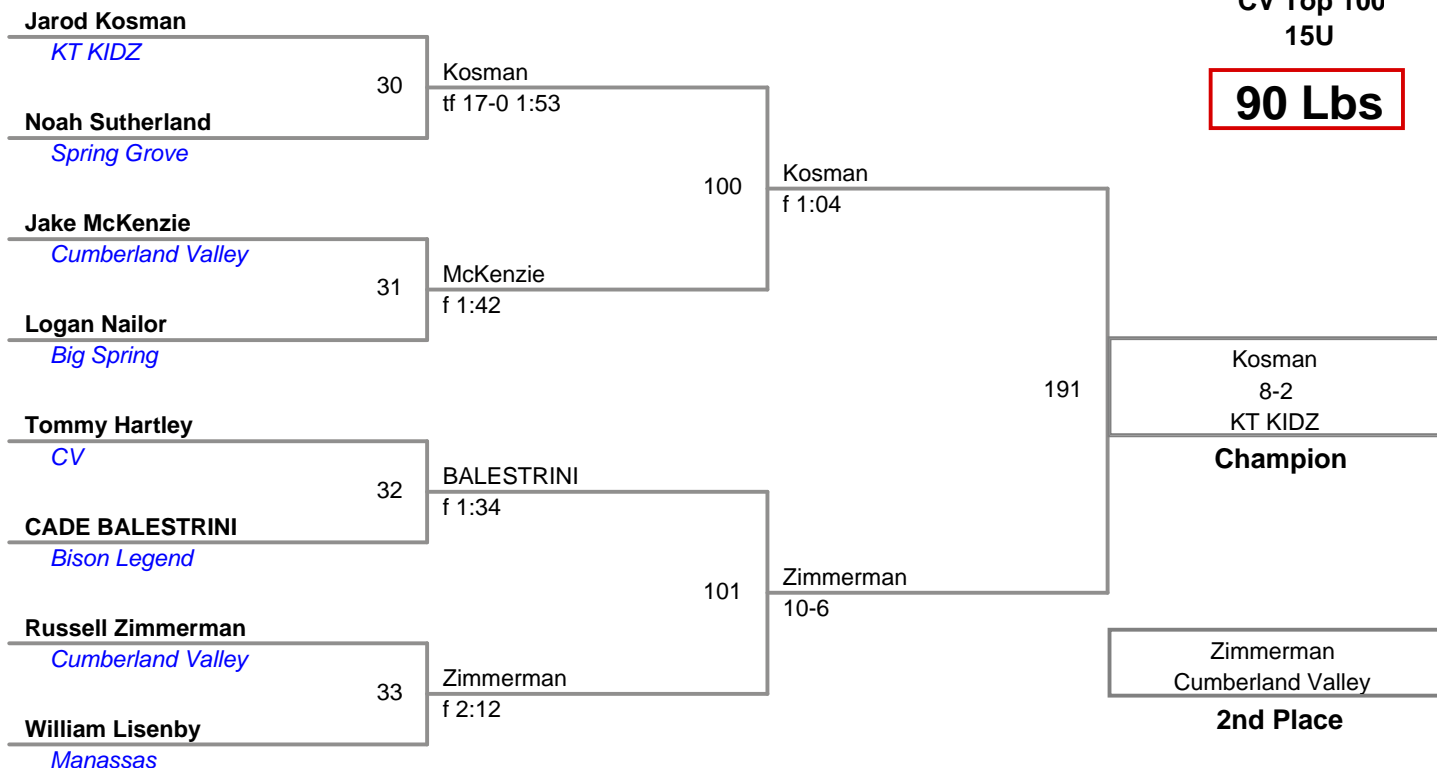 CV Top 100
15U
90 Lbs
Jarod Kosman
KT KIDZ
30
Kosman
tf 17-0 1:53
Noah Sutherland
Spring Grove
100
Kosman
f 1:04
Jake McKenzie
Cumberland Valley
31
McKenzie
f 1:42
Logan Nailor
Big Spring
191
Kosman
8-2
KT KIDZ
Champion
Tommy Hartley
CV
32
BALESTRINI
f 1:34
CADE BALESTRINI
Bison Legend
101
Zimmerman
10-6
Russell Zimmerman
Cumberland Valley
33
Zimmerman
f 2:12
William Lisenby
Manassas
Zimmerman
Cumberland Valley
2nd Place